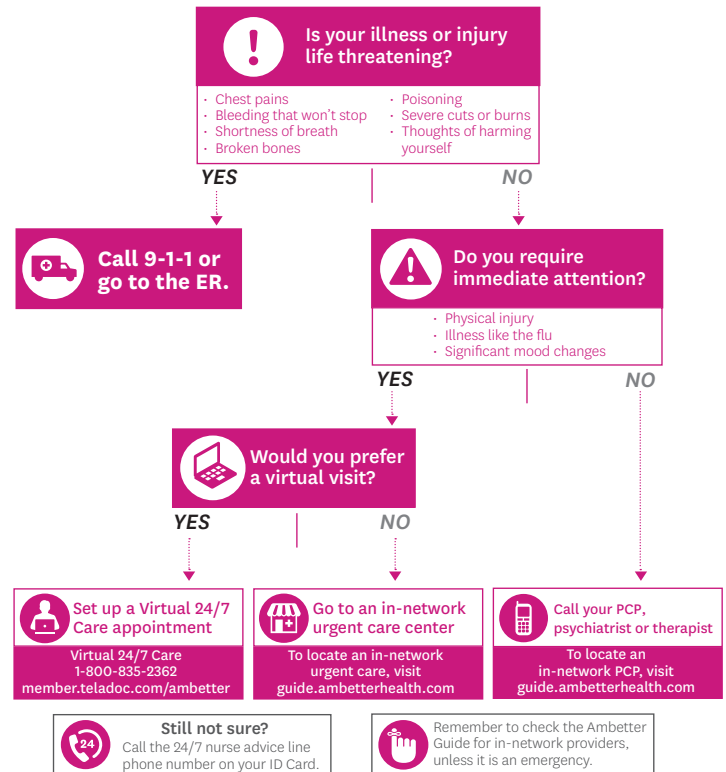 Is your illness or injury
life threatening?
· Chest pains
· Bleeding that won’t stop
· Shortness of breath
· Broken bones
· Poisoning
· Severe cuts or burns
· Thoughts of harming
yourself
YES
NO
Call 9-1-1 or
go to the ER.
Do you require
immediate attention?
· Physical injury
· Illness like the flu
· Significant mood changes
YES
NO
Would you prefer
a virtual visit?
YES
NO
Set up a Virtual 24/7
Care appointment
Virtual 24/7 Care
1-800-835-2362
member.teladoc.com/ambetter
Go to an in-network
urgent care center
To locate an in-network
urgent care, visit
guide.ambetterhealth.com
Call your PCP,
psychiatrist or therapist
To locate an
in-network PCP, visit
guide.ambetterhealth.com
24
Still not sure?
Call the 24/7 nurse advice line
phone number on your ID Card.
Remember to check the Ambetter
Guide for in-network providers,
unless it is an emergency.